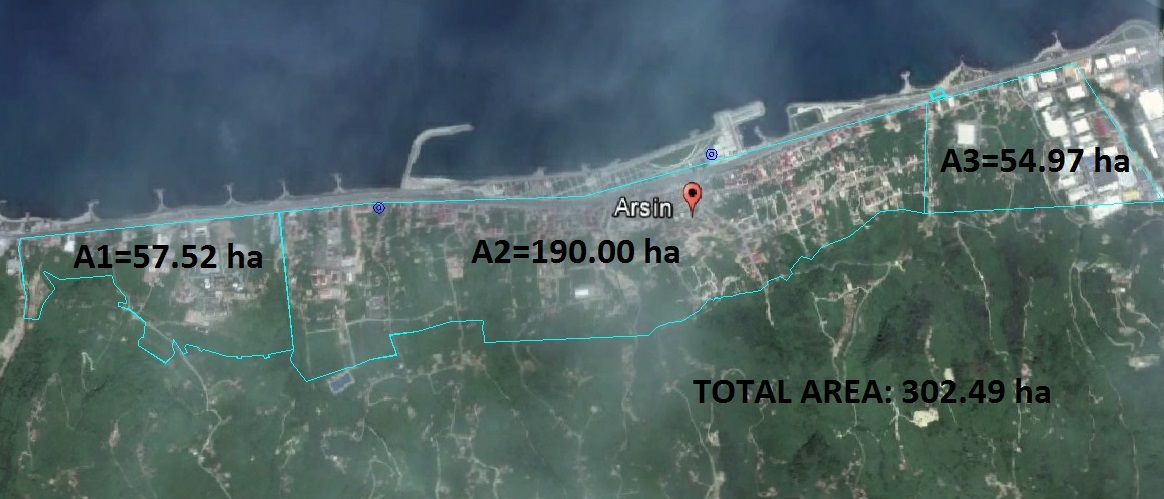 A3=54.97 ha
Arsin
A1=57.52 ha
A2=190.00 ha
TOTAL AREA: 302.49 ha